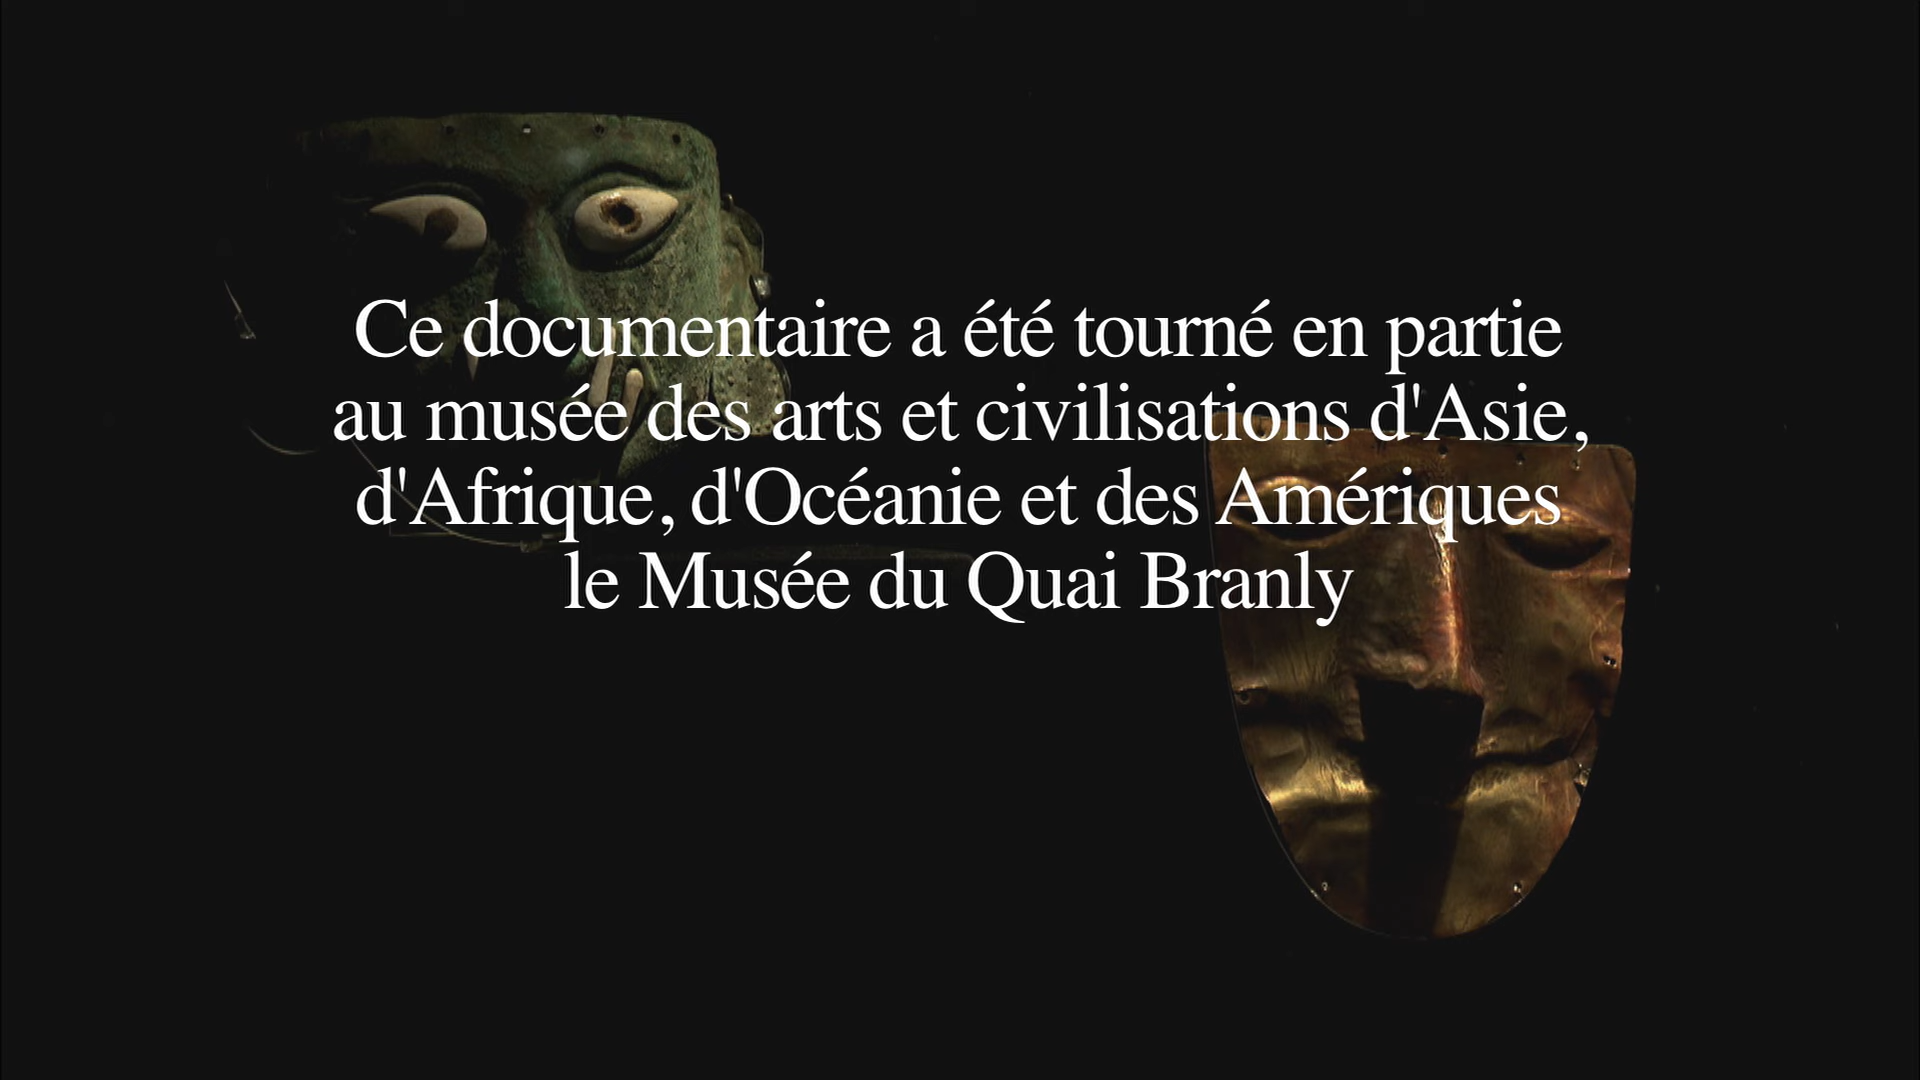 Ce documentaire a été tourné en partie
au musée des arts et civilisations d'Asie,
d'Afrique, d'Océanie et des Amériques
le Musée du Quai Branly